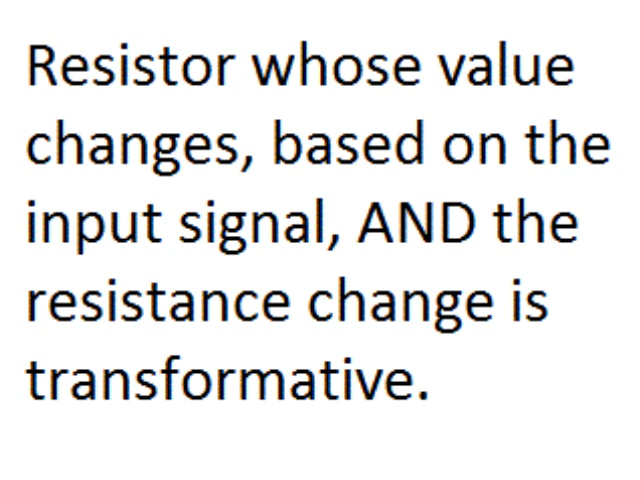 Resistor whose value
changes, based on the
input signal, AND the
resistance change is
transformative.